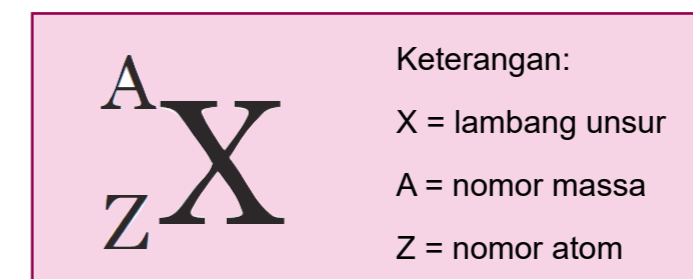 A
X
Z
Keterangan:
X = lambang unsur
A = nomor massa
Z = nomor atom